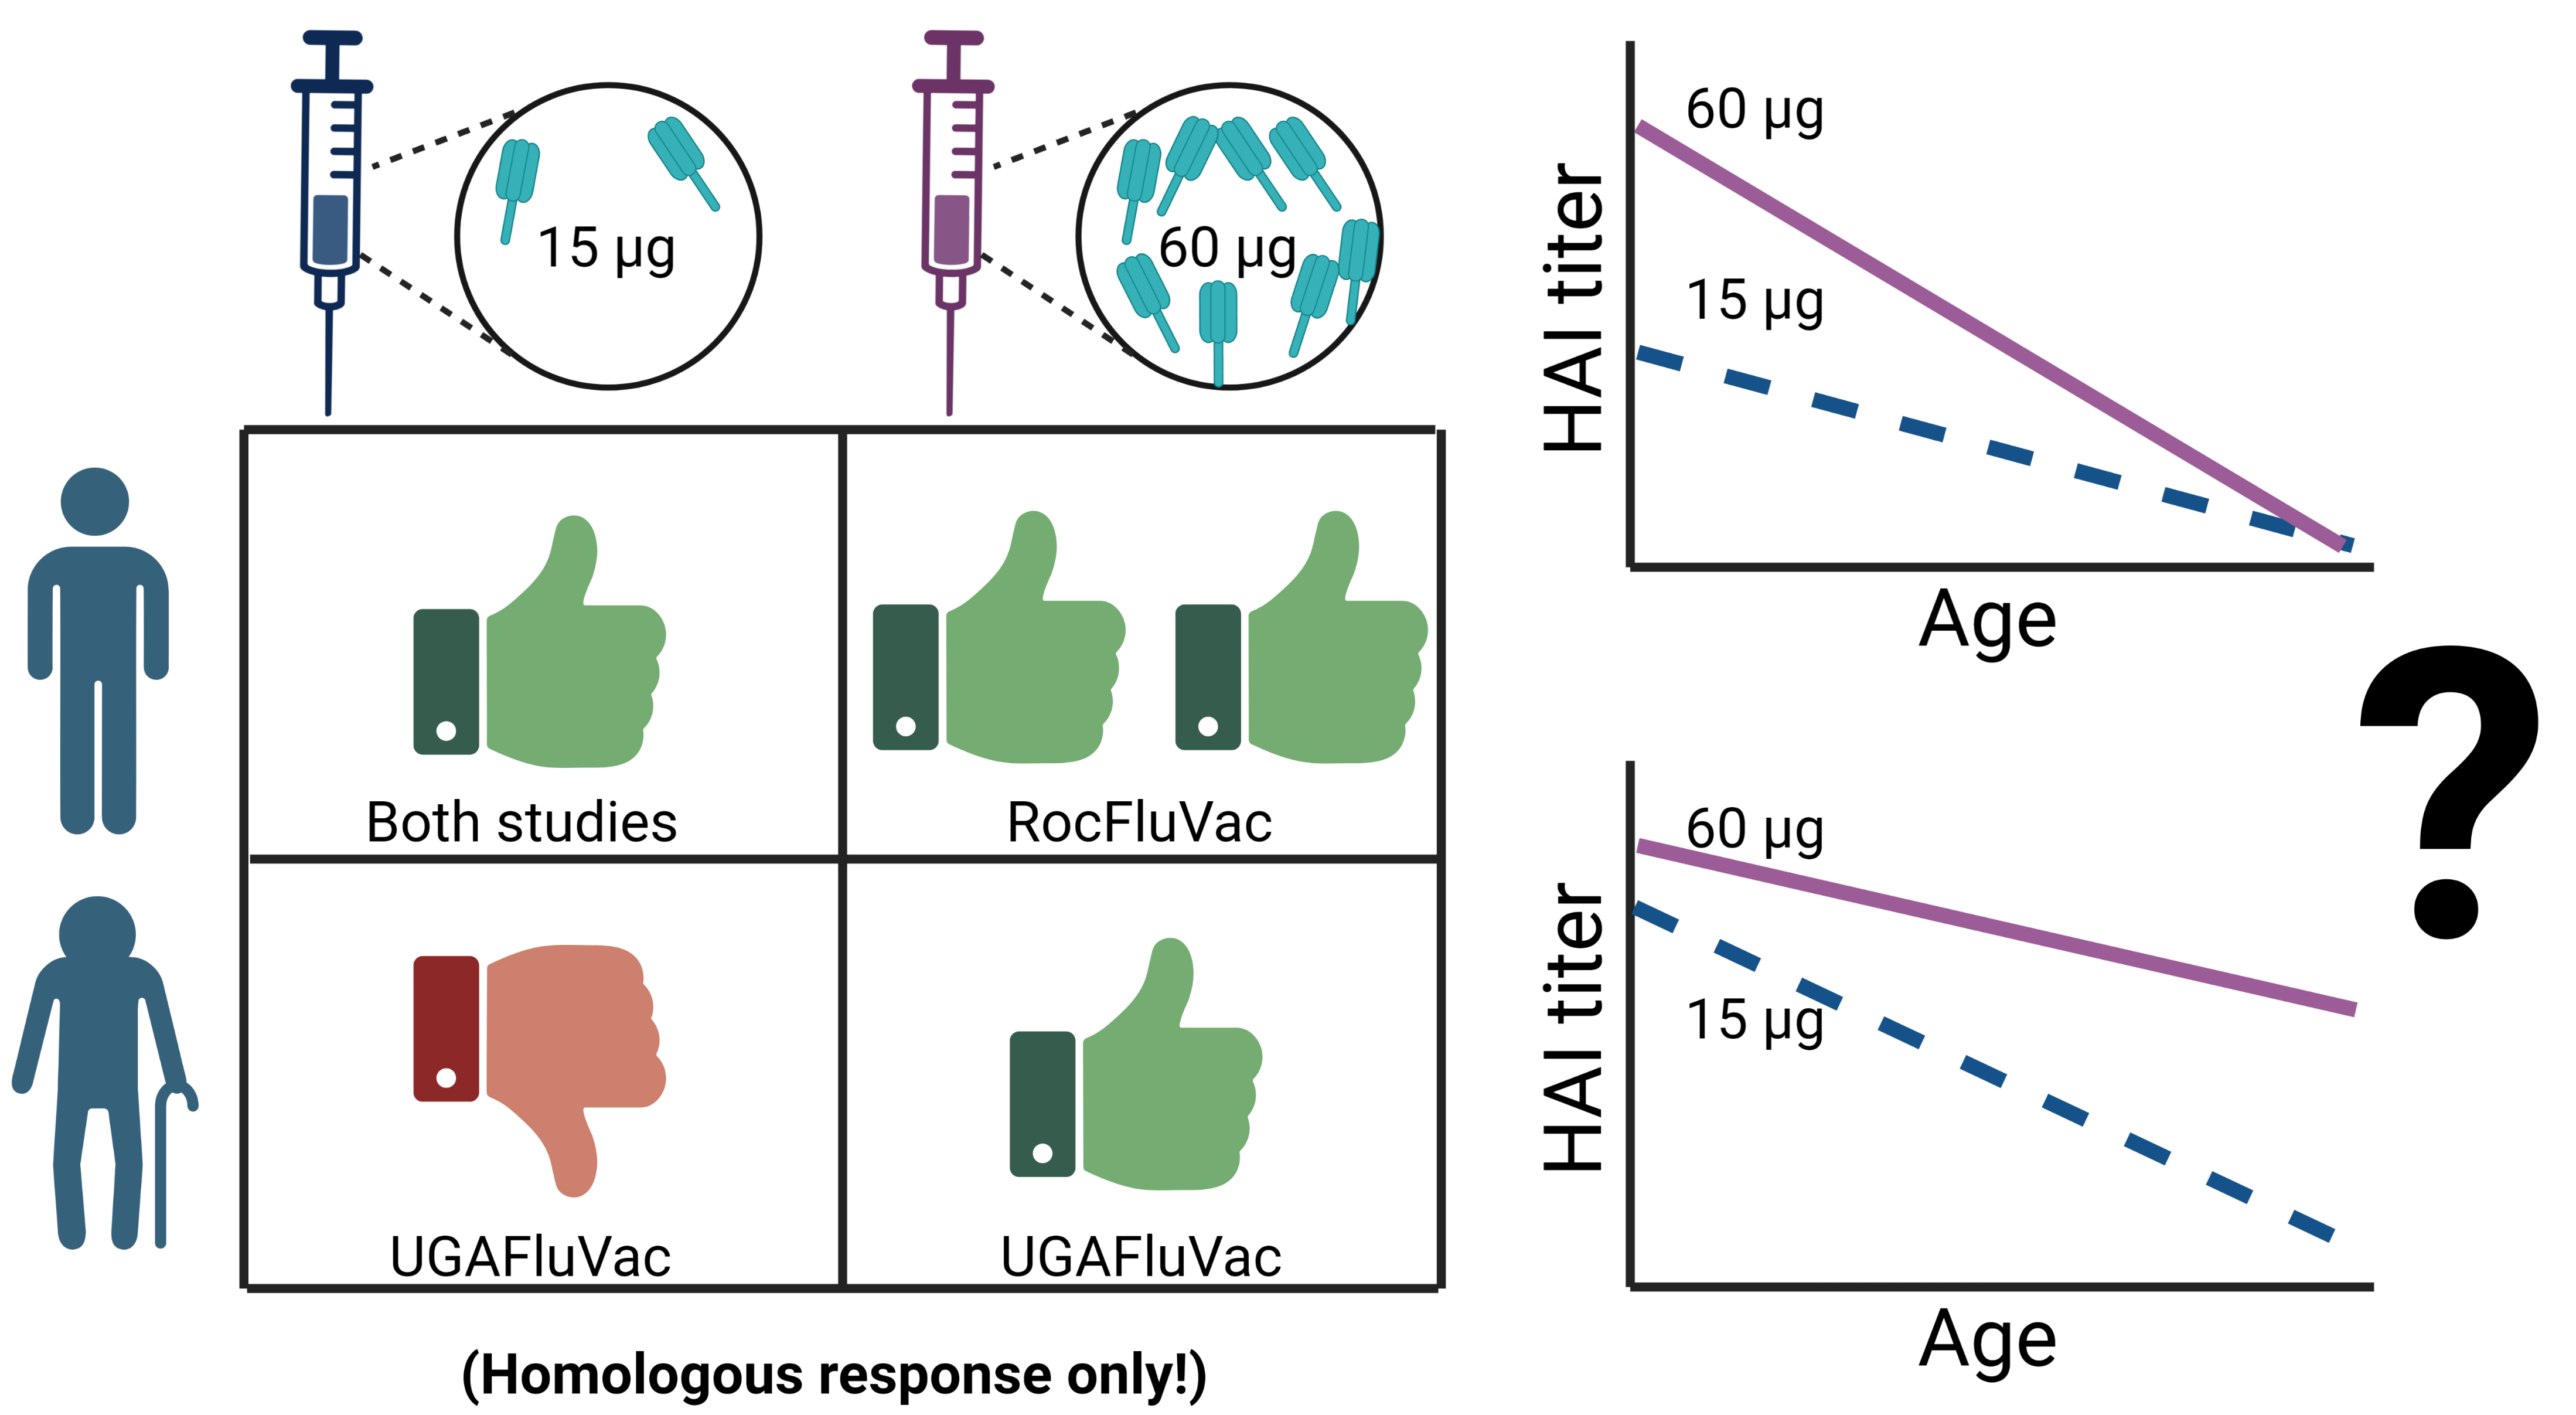 15 µg
60 µg
Both studies
RocFluVac
UGAFluVac
UGAFluVac
(Homologous response only!)
HAI titer
60 µg
15 µg
Age
?
HAI titer
60 µg
15 µg
Age